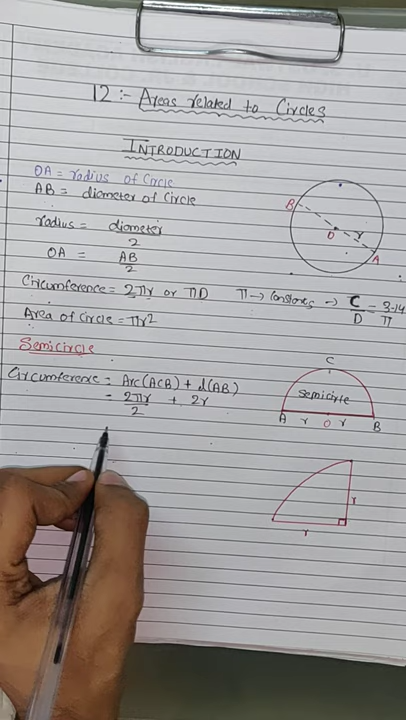 12 :- Areas related to Circles
INTRODUCTION
OA = radius of Circle
AB = diameter of Circle
radius = diameter
2
OA = AB
2
B
O
r
A
Circumference = 2πr or πD π → Constant → C = 3.14
D π
Area of Circle = πr²
Semicircle
Circumference = Arc(ACB) + d(AB)
= 2πr + 2r
2
C
A r O r B
r
r